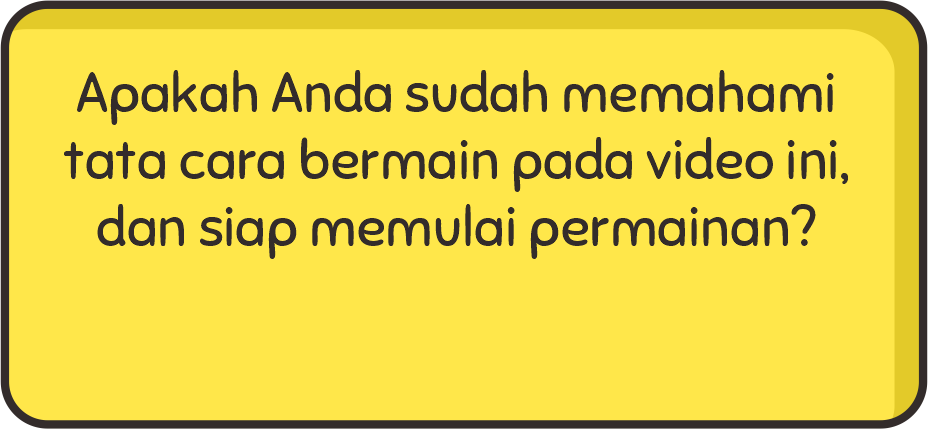 Apakah Anda sudah memahami
tata cara bermain pada video ini,
dan siap memulai permainan?